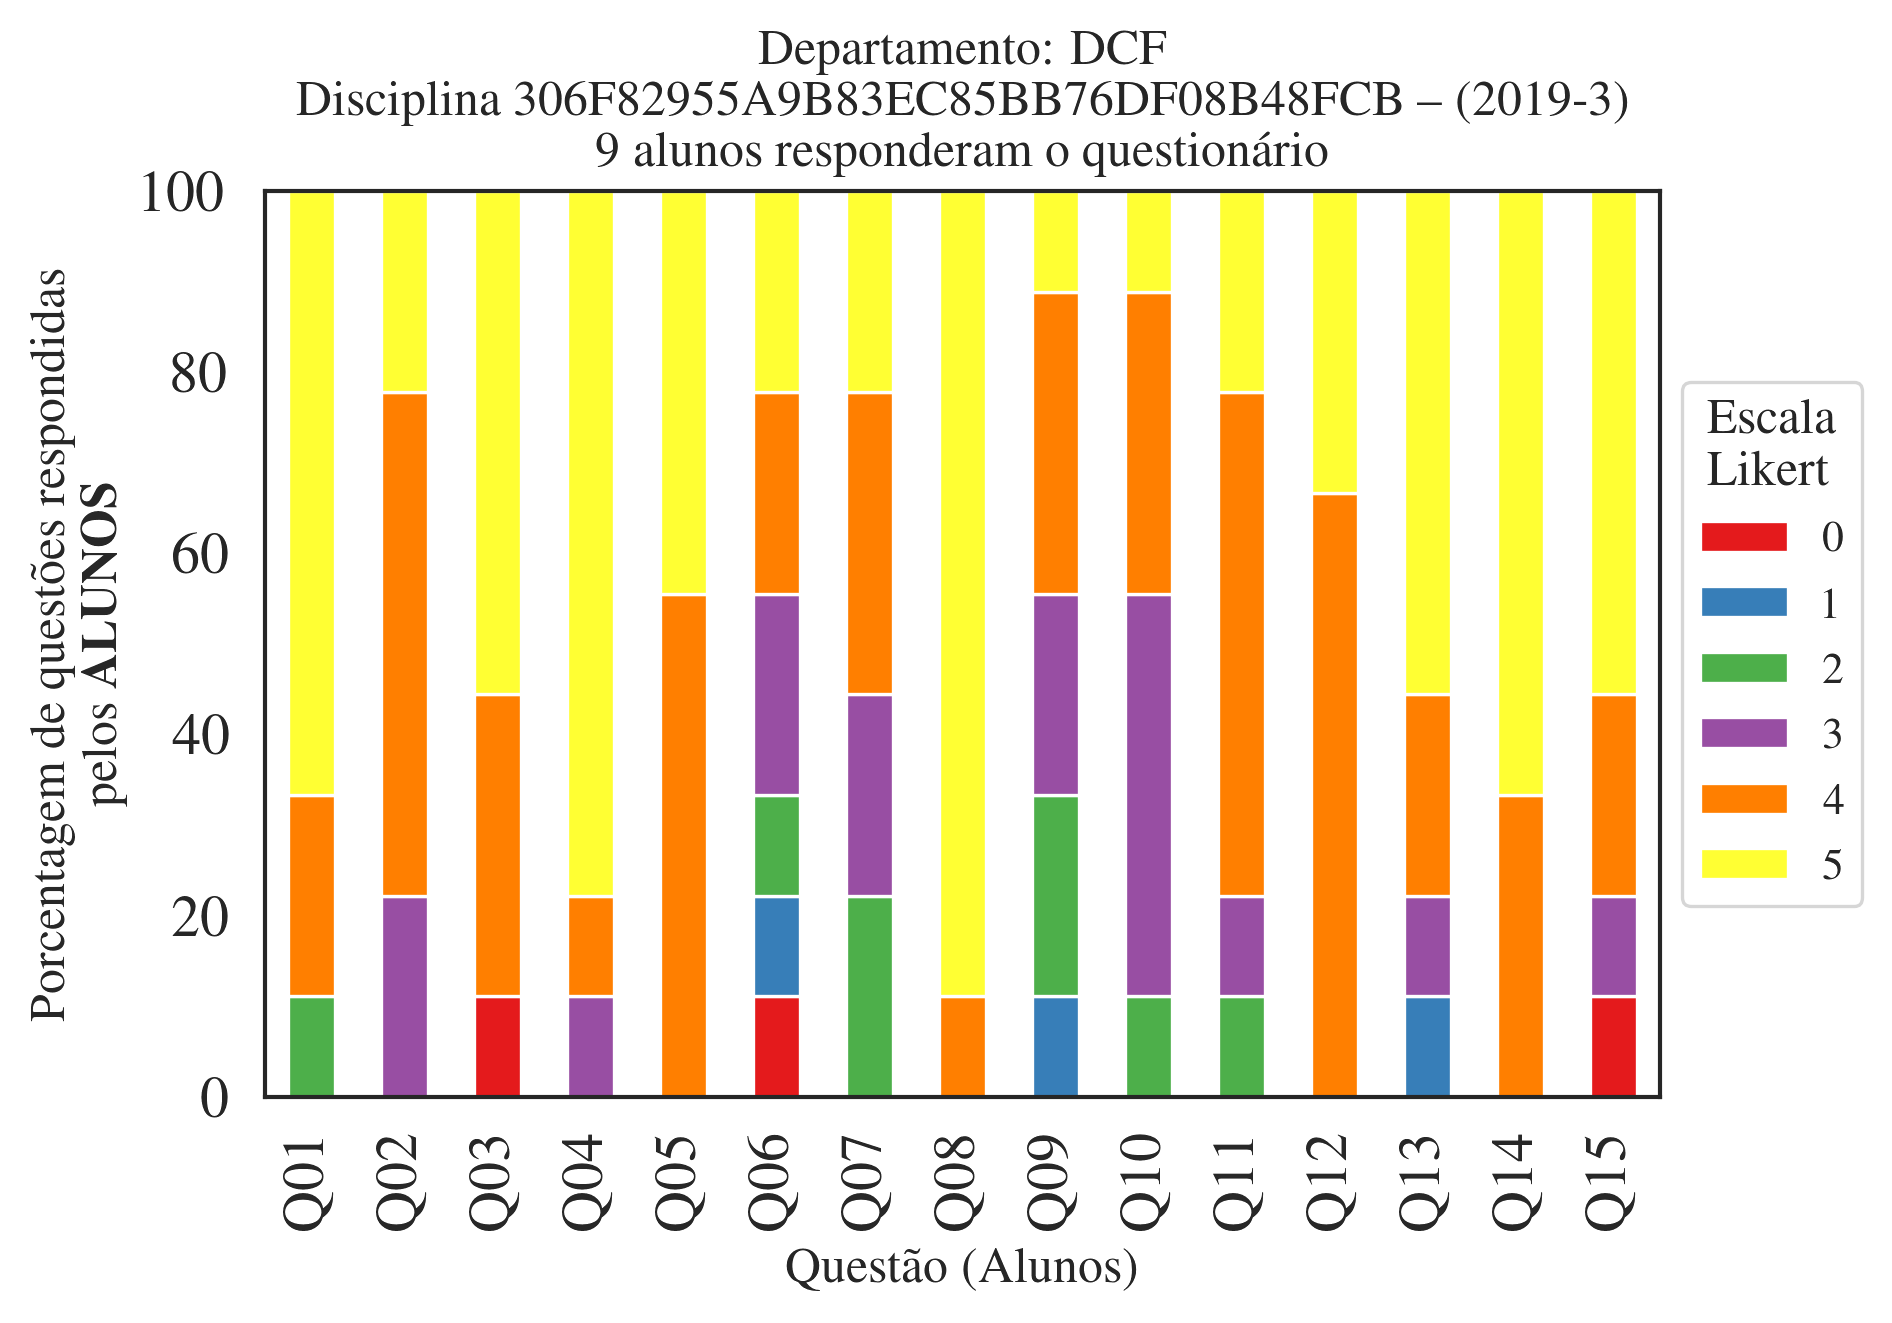 Departamento: DCF
Disciplina 306F82955A9B83EC85BB76DF08B48FCB – (2019-3)
9 alunos responderam o questionário
Porcentagem de questões respondidas
pelos ALUNOS
100
80
60
40
20
0
Q01
Q02
Q03
Q04
Q05
Q06
Q07
Q08
Q09
Q10
Q11
Q12
Q13
Q14
Q15
Questão (Alunos)
Escala
Likert
0
1
2
3
4
5